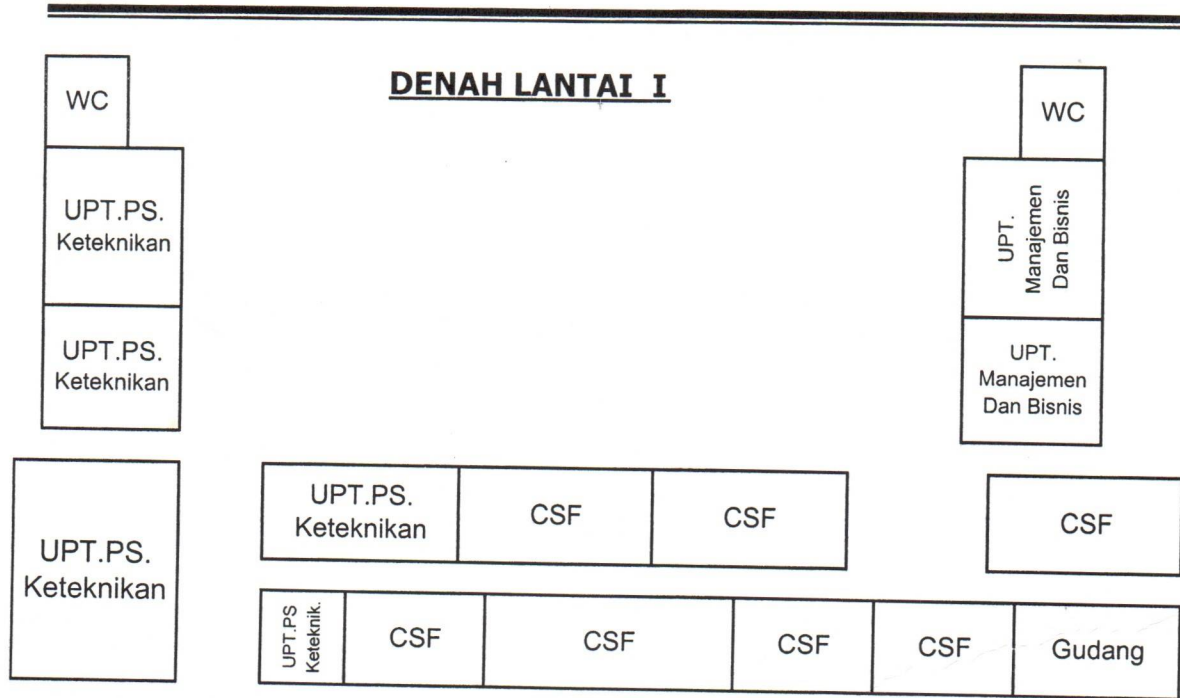 DENAH LANTAI I
WC
WC
UPT.PS.
Keteknikan
UPT.
Manajemen
Dan Bisnis
UPT.PS.
Keteknikan
UPT.
Manajemen
Dan Bisnis
UPT.PS.
Keteknikan
UPT.PS.
Keteknikan
CSF
CSF
CSF
UPT.PS
Keteknik.
CSF
CSF
CSF
CSF
Gudang